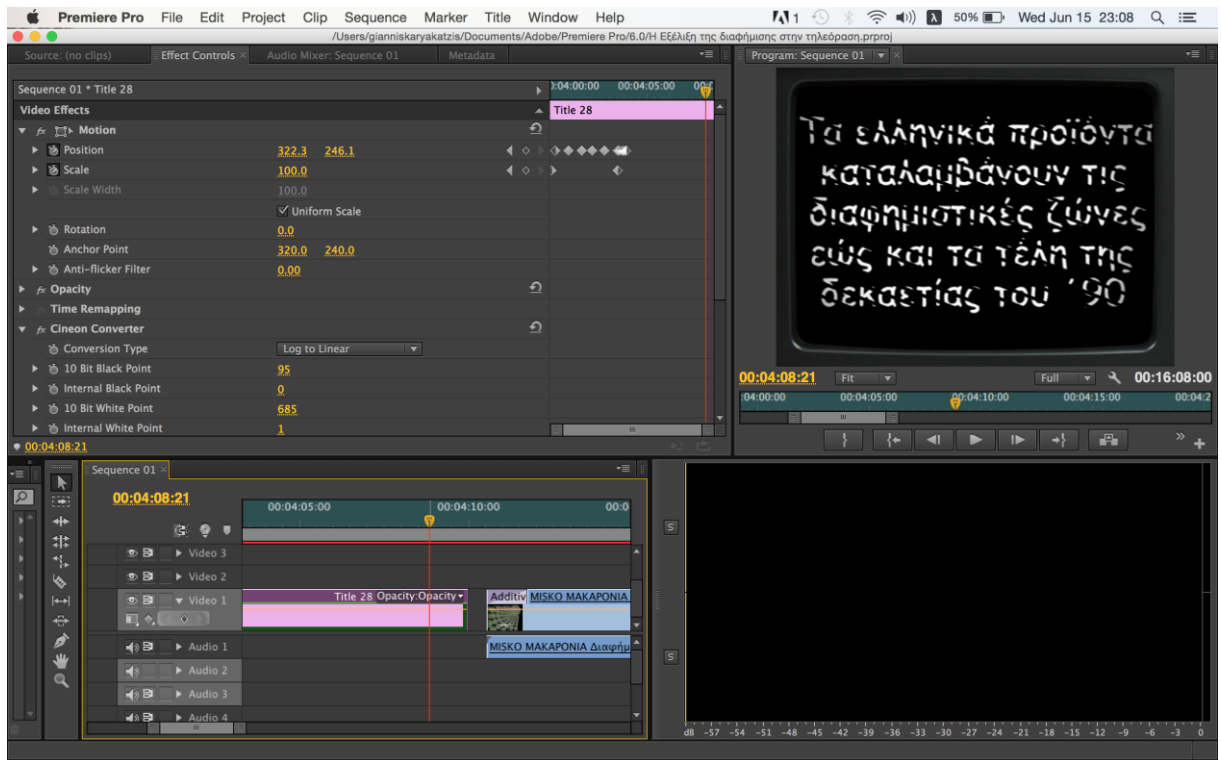 Premiere Pro File Edit Project Clip Sequence Marker Title Window Help 1 50% Wed Jun 15 23:08
/Users/gianniskaryakatzis/Documents/Adobe/Premiere Pro/6.0/Η Εξέλιξη της διαφήμισης στην τηλεόραση.prproj
Source: (no clips) Effect Controls × Audio Mixer: Sequence 01 Metadata
Sequence 01 * Title 28
):04:00:00 00:04:05:00
Video Effects
Title 28
fx Motion
Position 322.3 246.1
Scale 100.0
Scale Width 100.0
Uniform Scale
Rotation 0.0
Anchor Point 320.0 240.0
Anti-flicker Filter 0.00
fx Opacity
Time Remapping
fx Cineon Converter
Conversion Type Log to Linear
10 Bit Black Point 95
Internal Black Point 0
10 Bit White Point 685
Internal White Point 1
00:04:08:21
Program: Sequence 01 ×
Τα ελληνικά προϊόντα
καταλαμβάνουν τις
διαφημιστικές ζώνες
εώς και τα τέλη της
δεκαετίας του ΄90
00:04:08:21 Fit Full 00:16:08:00
:04:00:00 00:04:05:00 00:04:10:00 00:04:15:00 00:04:2
Sequence 01 ×
00:04:08:21
00:04:05:00 00:04:10:00 00:0
Video 3
Video 2
Video 1
Title 28 Opacity:Opacity
Additiv MISKO MAKAPONIA
Audio 1
MISKO MAKAPONIA Διαφήμ
Audio 2
Audio 3
Audio 4
S
S
dB -57 -54 -51 -48 -45 -42 -39 -36 -33 -30 -27 -24 -21 -18 -15 -12 -9 -6 -3 0